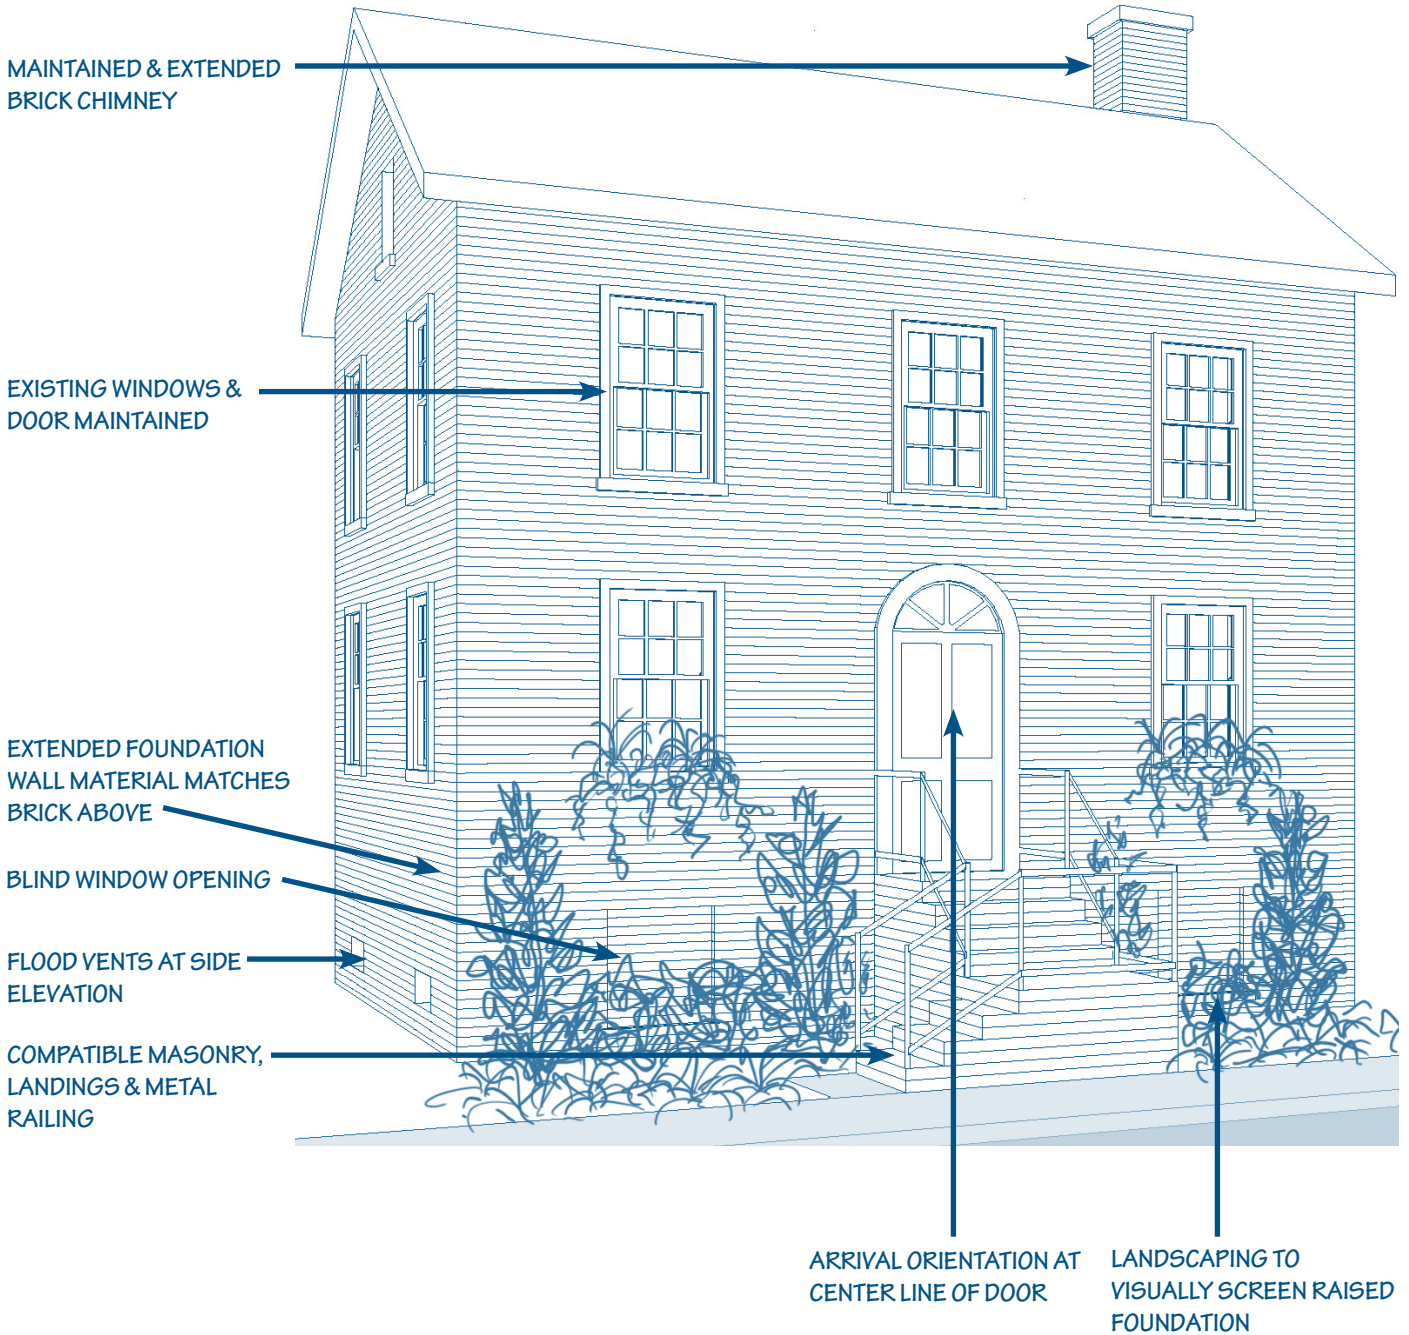 MAINTAINED & EXTENDED
BRICK CHIMNEY
EXISTING WINDOWS &
DOOR MAINTAINED
EXTENDED FOUNDATION
WALL MATERIAL MATCHES
BRICK ABOVE
BLIND WINDOW OPENING
FLOOD VENTS AT SIDE
ELEVATION
COMPATIBLE MASONRY,
LANDINGS & METAL
RAILING
ARRIVAL ORIENTATION AT
CENTER LINE OF DOOR
LANDSCAPING TO
VISUALLY SCREEN RAISED
FOUNDATION